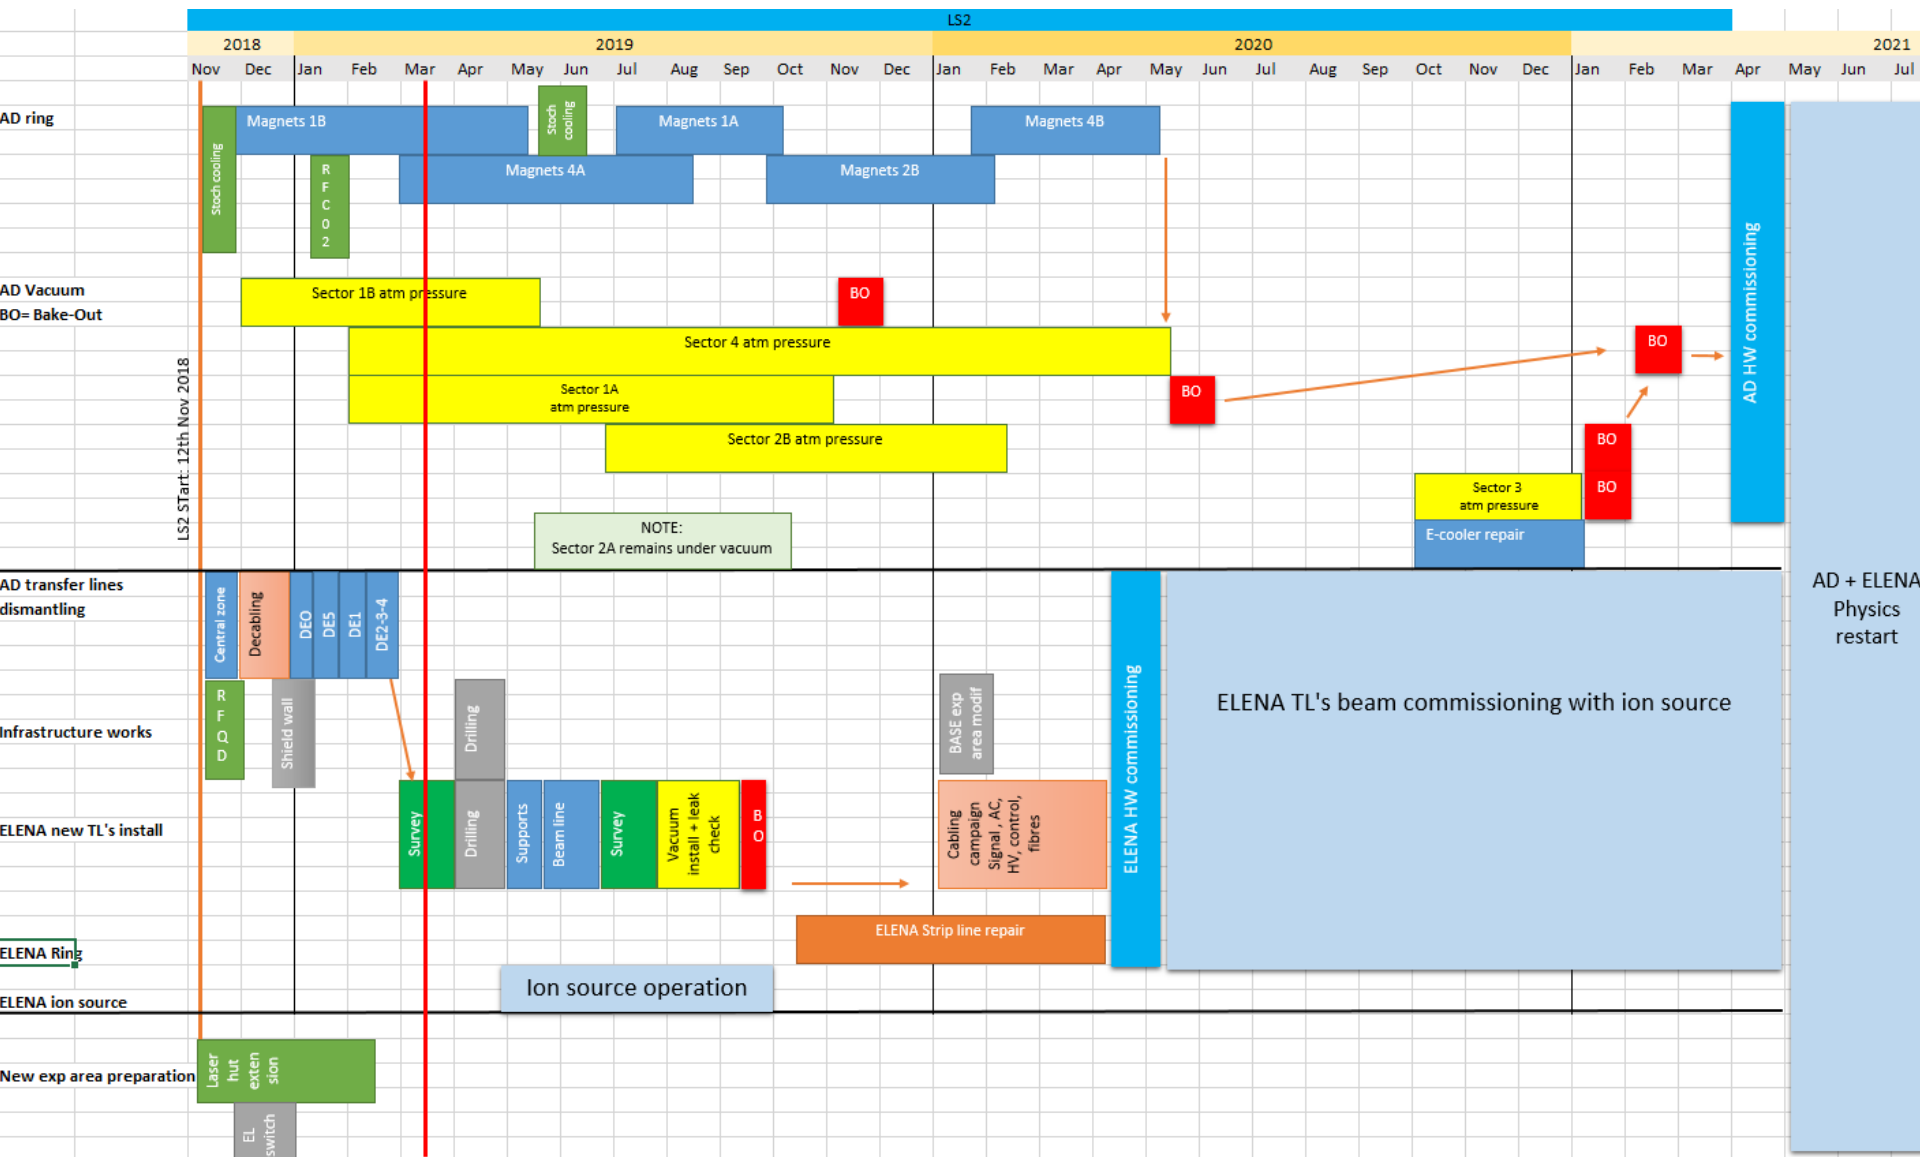 LS2
2018 2019 2020 2021
Nov Dec Jan Feb Mar Apr May Jun Jul Aug Sep Oct Nov Dec Jan Feb Mar Apr May Jun Jul Aug Sep Oct Nov Dec Jan Feb Mar Apr May Jun Jul
AD ring
Stoch cooling
Magnets 1B
Stoch
cooling
Magnets 1A
Magnets 4B
R
F
C
0
2
Magnets 4A
Magnets 2B
AD Vacuum
BO= Bake-Out
Sector 1B atm pressure
BO
Sector 4 atm pressure
BO
Sector 1A
atm pressure
BO
Sector 2B atm pressure
BO
Sector 3
atm pressure
BO
E-cooler repair
NOTE:
Sector 2A remains under vacuum
AD HW commissioning
LS2 STart: 12th Nov 2018
AD + ELENA
Physics
restart
AD transfer lines
dismantling
Central zone
Decabling
DE0
DE5
DE1
DE2-3-4
Infrastructure works
R
F
Q
D
Shield wall
Drilling
BASE exp
area modif
ELENA HW commissioning
ELENA TL's beam commissioning with ion source
ELENA new TL's install
Survey
Drilling
Supports
Beam line
Survey
Vacuum
install + leak
check
B
O
Cabling
campaign
Signal , AC,
HV, control,
fibres
ELENA Ring
ELENA Strip line repair
ELENA ion source
Ion source operation
New exp area preparation
Laser
hut
exten
sion
EL
switch